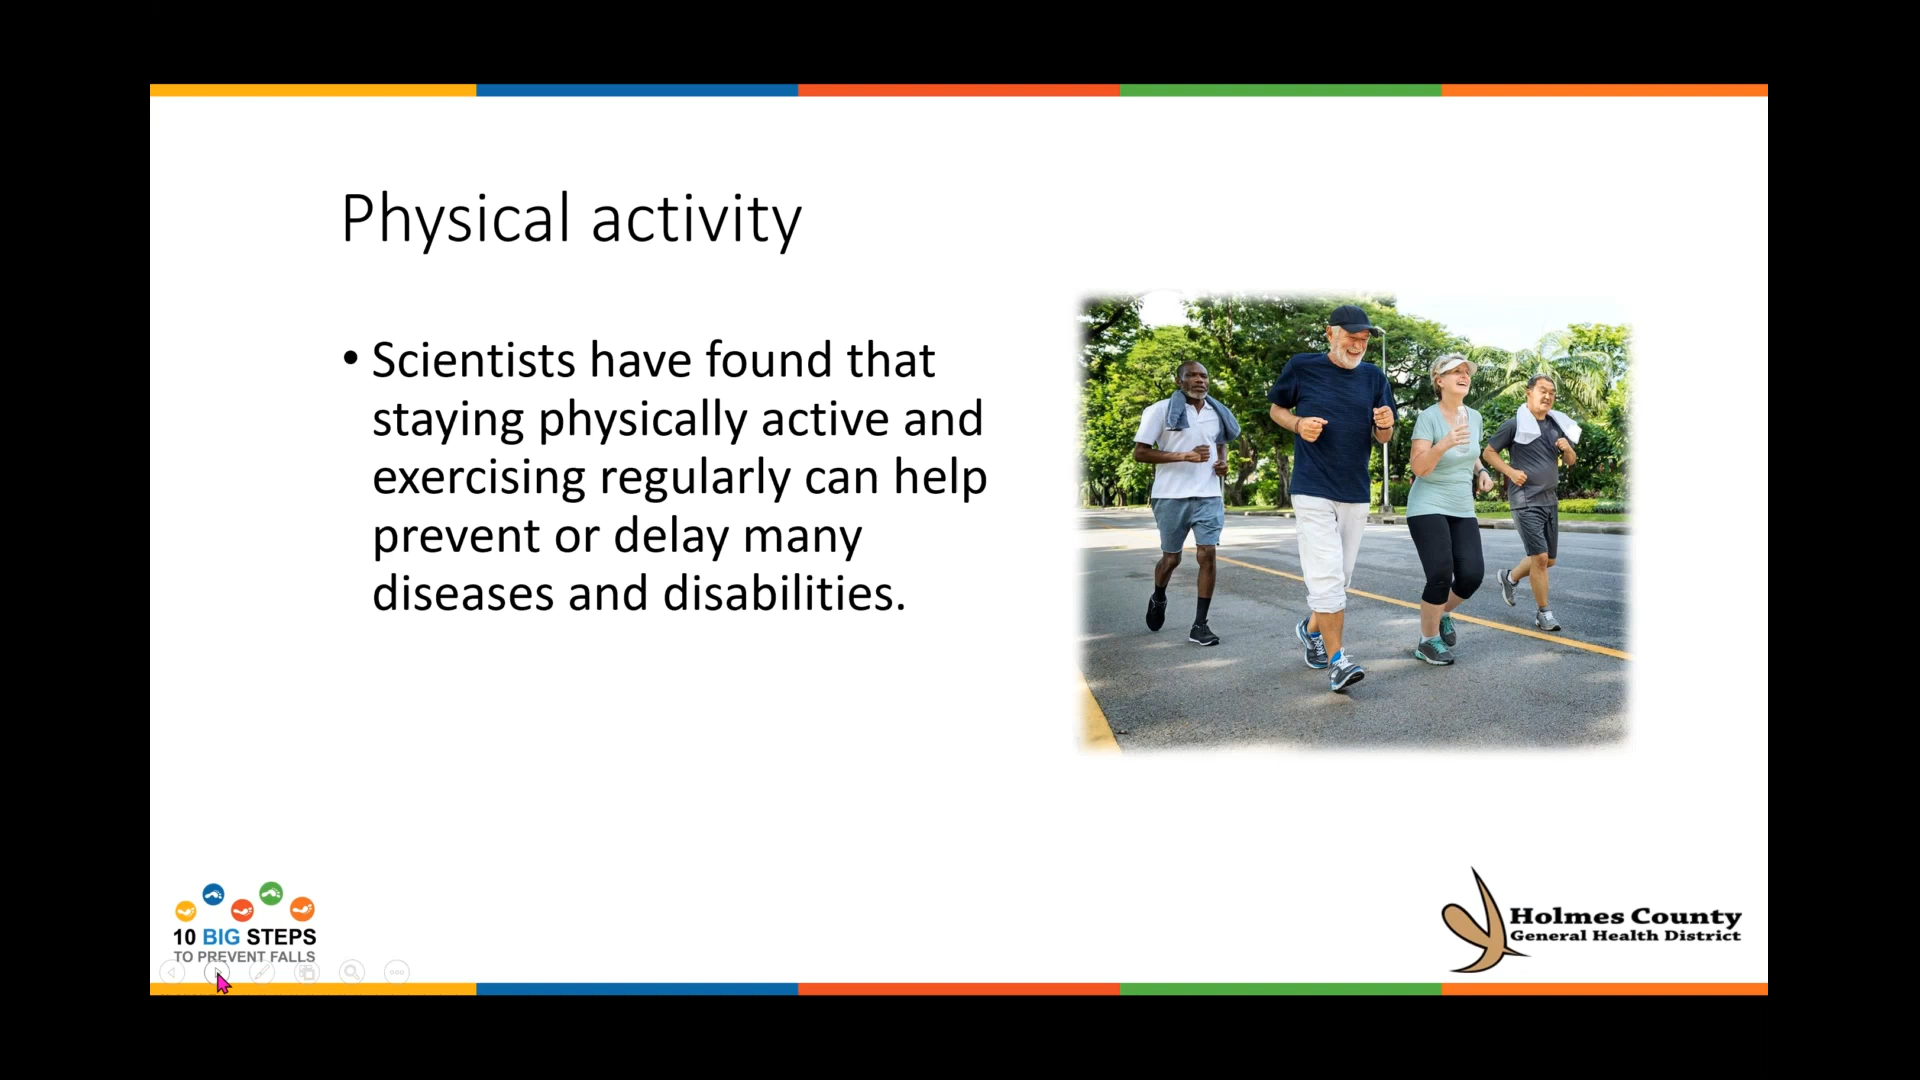 Physical activity
• Scientists have found that
staying physically active and
exercising regularly can help
prevent or delay many
diseases and disabilities.
10 BIG STEPS
TO PREVENT FALLS
Holmes County
General Health District